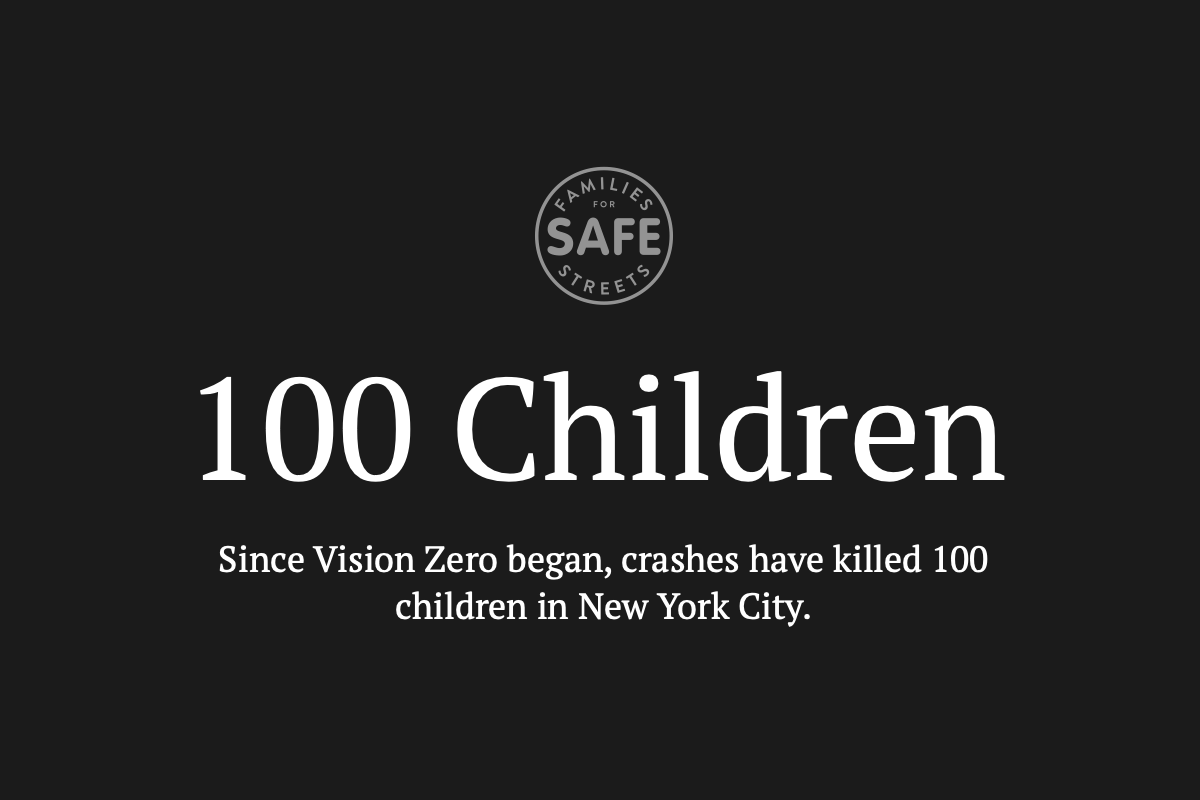 FAMILIES
FOR
SAFE
STREETS
100 Children
Since Vision Zero began, crashes have killed 100
children in New York City.